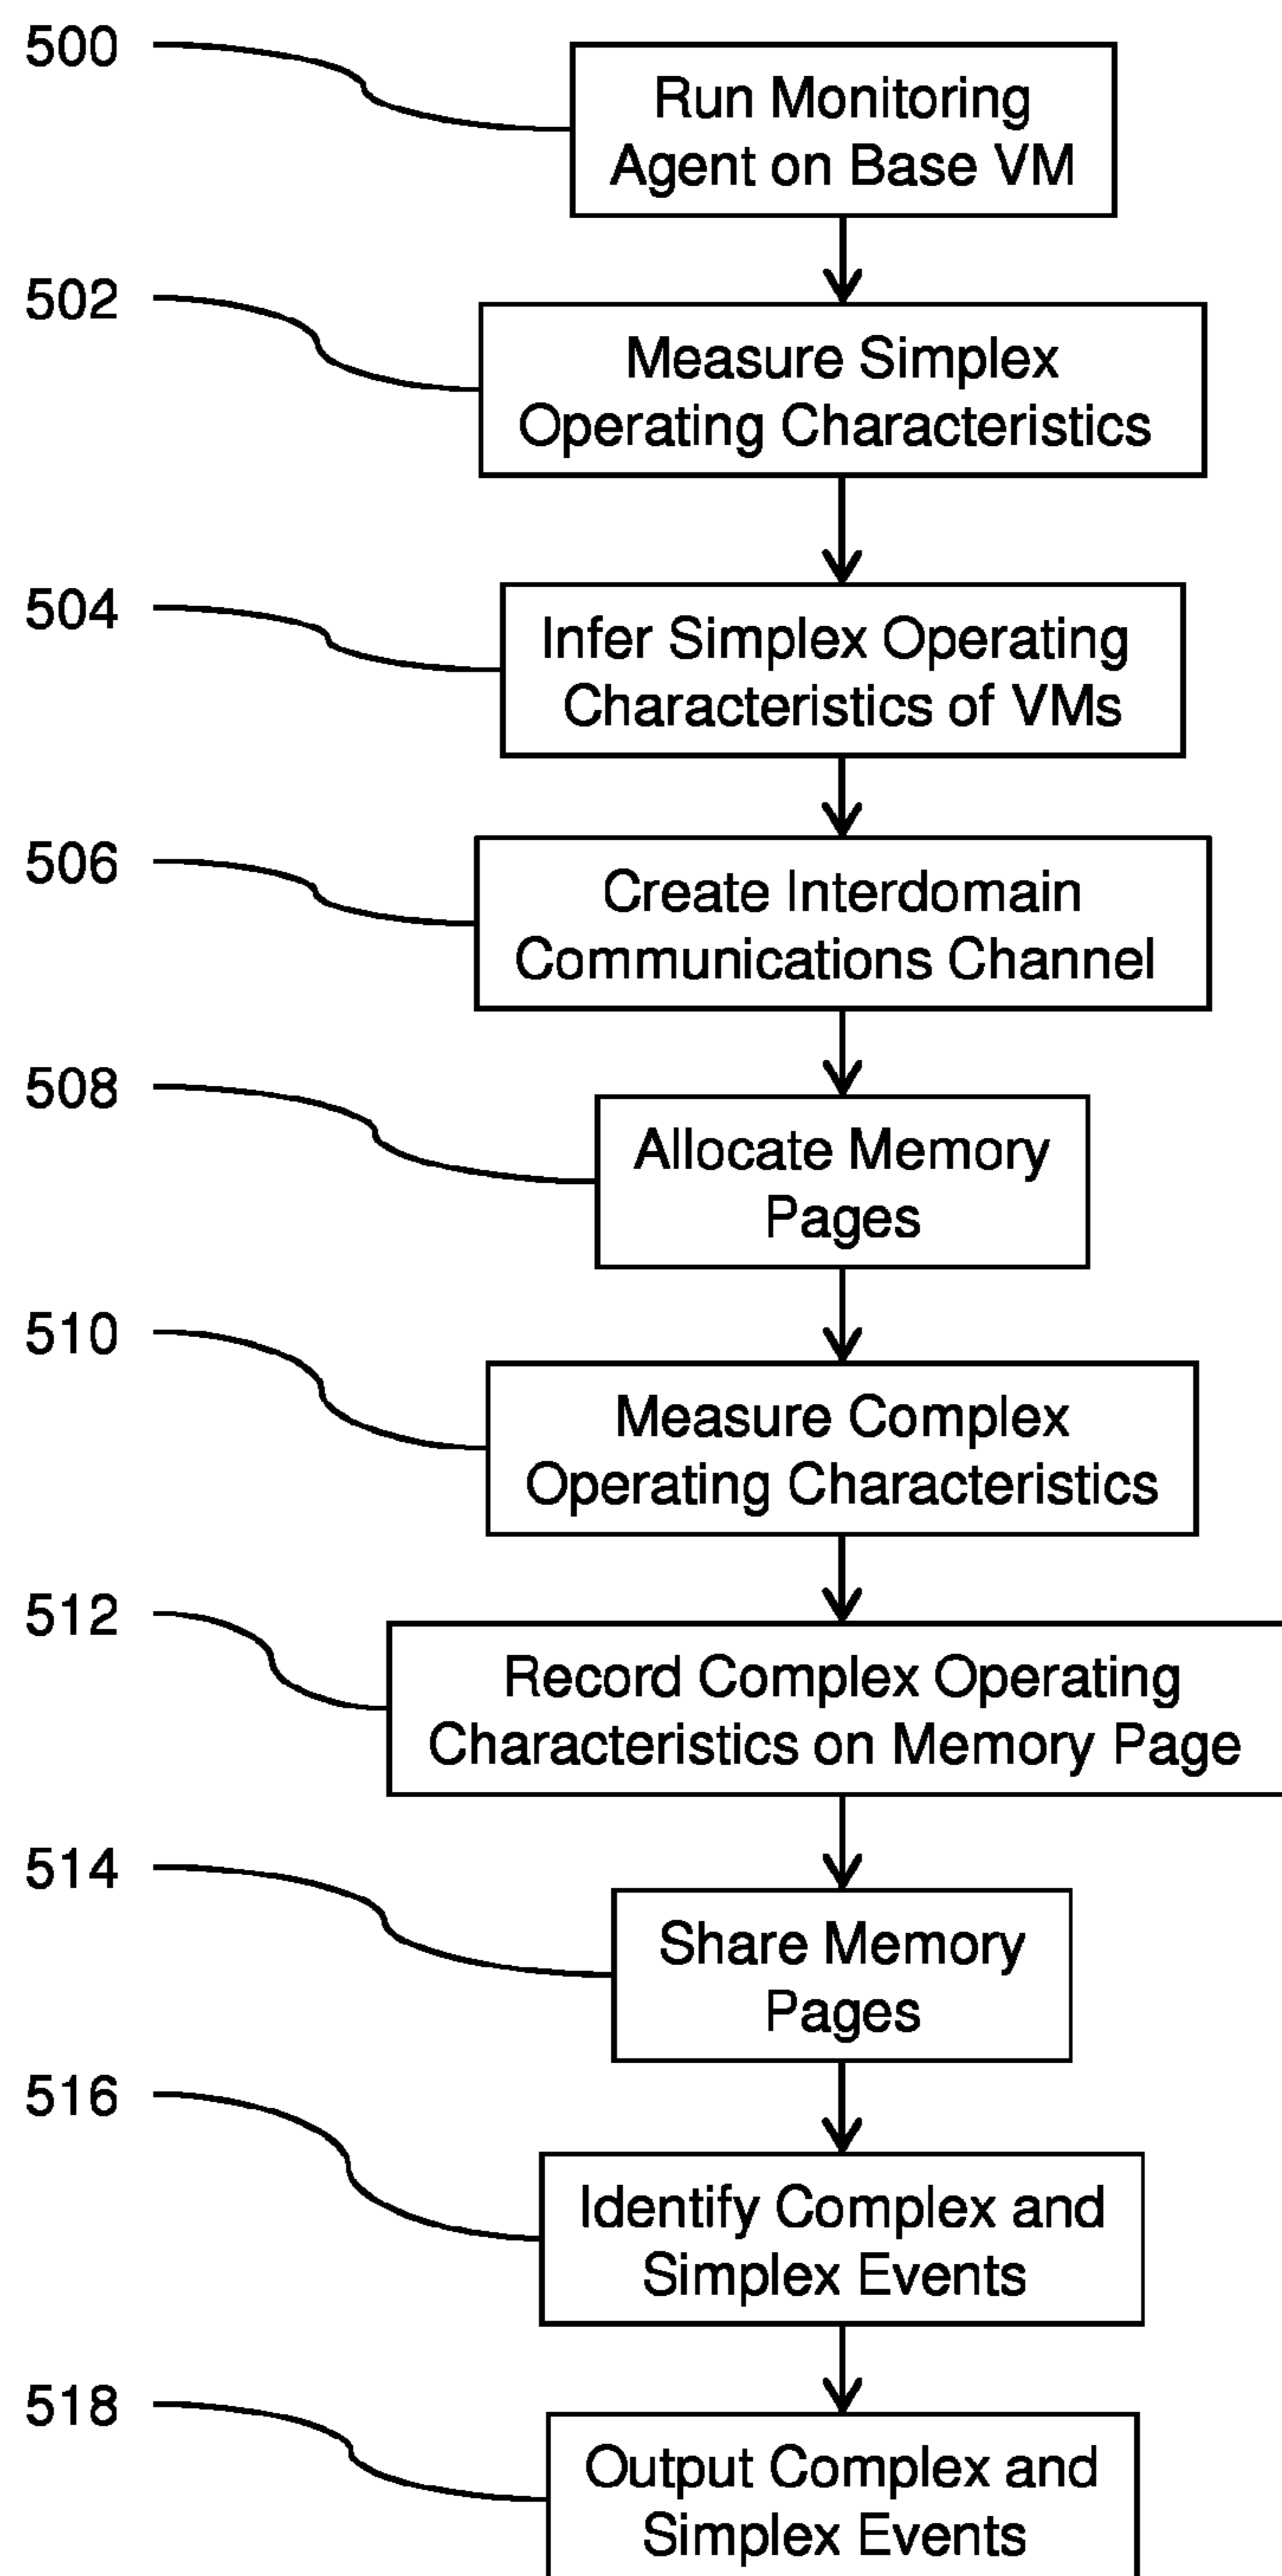 500
Run Monitoring
Agent on Base VM
502
Measure Simplex
Operating Characteristics
504
Infer Simplex Operating
Characteristics of VMs
506
Create Interdomain
Communications Channel
508
Allocate Memory
Pages
510
Measure Complex
Operating Characteristics
512
Record Complex Operating
Characteristics on Memory Page
514
Share Memory
Pages
516
Identify Complex and
Simplex Events
518
Output Complex and
Simplex Events